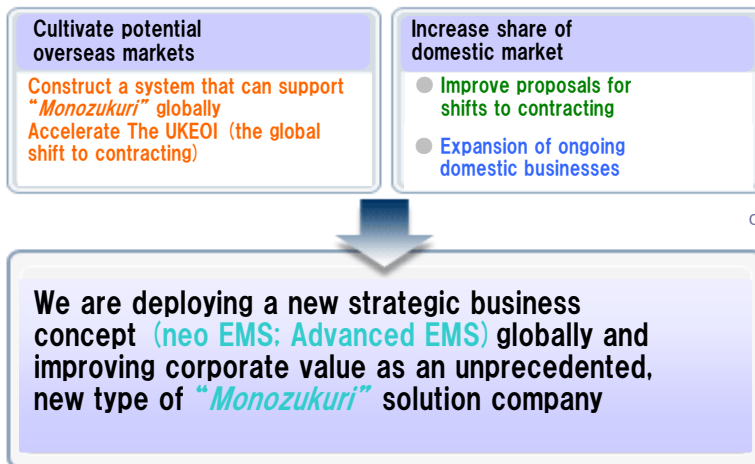 Cultivate potential
overseas markets
Construct a system that can support
“Monozukuri” globally
Accelerate The UKEOI (the global
shift to contracting)
Increase share of
domestic market
Improve proposals for
shifts to contracting
Expansion of ongoing
domestic businesses
We are deploying a new strategic business
concept (neo EMS; Advanced EMS) globally and
improving corporate value as an unprecedented,
new type of “Monozukuri” solution company